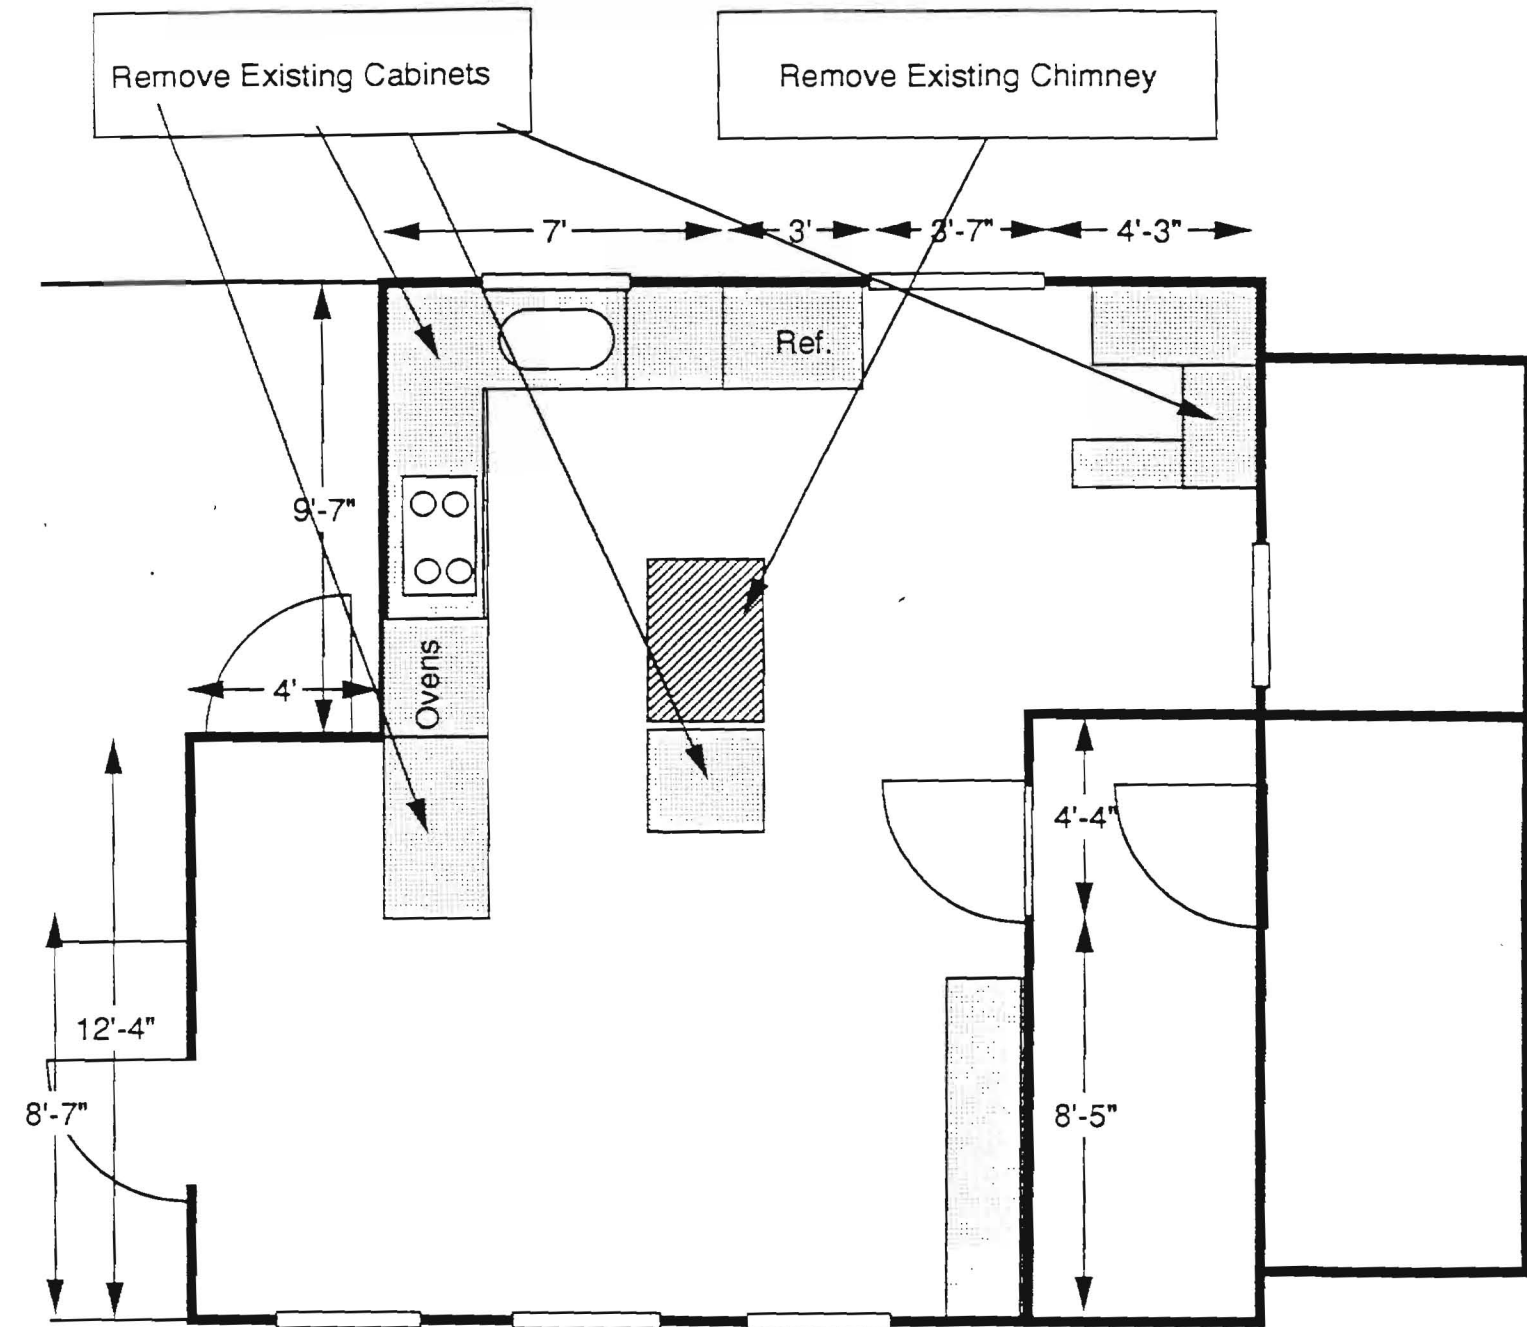 Remove Existing Cabinets
Remove Existing Chimney
7'
3'
3'-7"
4'-3"
Ref.
9'-7"
Ovens
4'
4'-4"
12'-4"
8'-7"
8'-5"